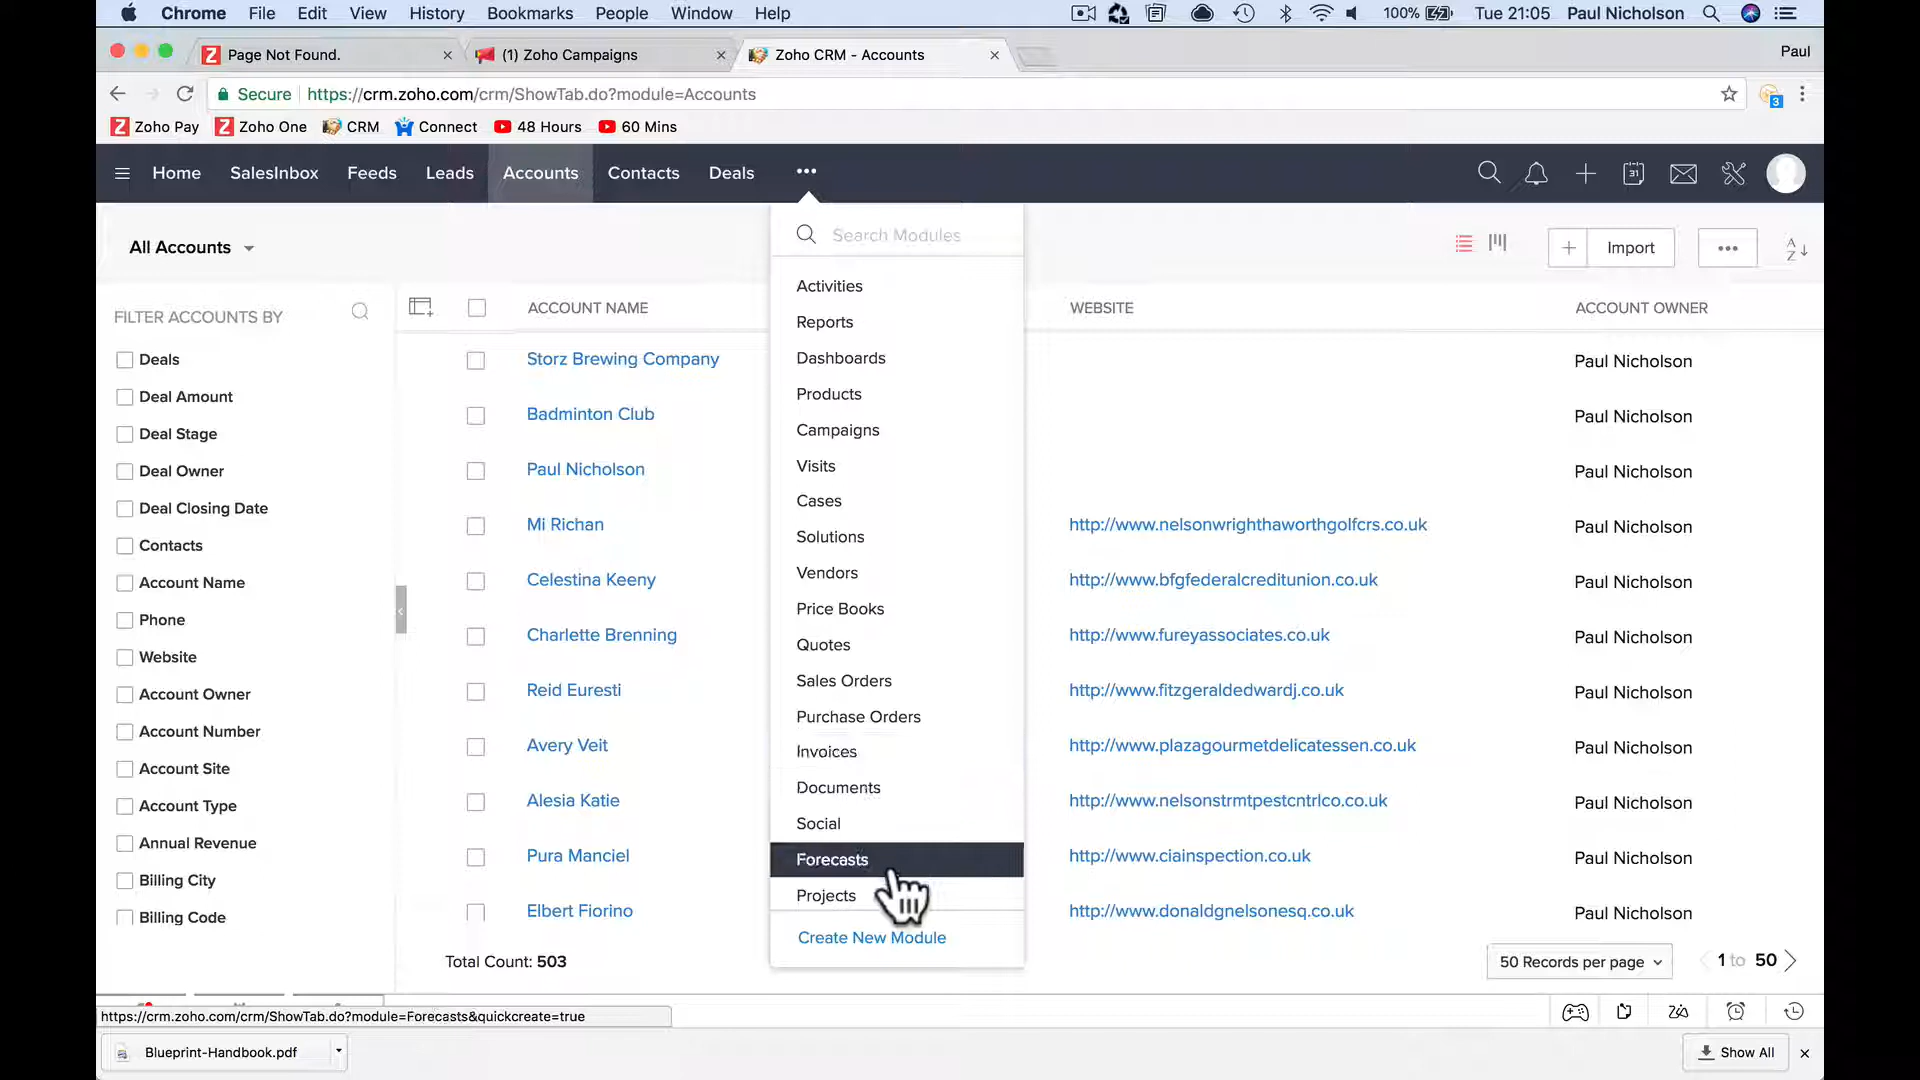 Chrome File Edit View History Bookmarks People Window Help 100% Tue 21:05 Paul Nicholson
Page Not Found. (1) Zoho Campaigns Zoho CRM - Accounts Paul
Secure https://crm.zoho.com/crm/ShowTab.do?module=Accounts 3
Zoho Pay Zoho One CRM Connect 48 Hours 60 Mins
Home SalesInbox Feeds Leads Accounts Contacts Deals ••• 31
All Accounts Search Modules + Import ••• A Z
FILTER ACCOUNTS BY ACCOUNT NAME WEBSITE ACCOUNT OWNER
Deals
Deal Amount
Deal Stage
Deal Owner
Deal Closing Date
Contacts
Account Name
Phone
Website
Account Owner
Account Number
Account Site
Account Type
Annual Revenue
Billing City
Billing Code
Storz Brewing Company Paul Nicholson
Badminton Club Paul Nicholson
Paul Nicholson Paul Nicholson
Mi Richan http://www.nelsonwrighthaworthgolfcrs.co.uk Paul Nicholson
Celestina Keeny http://www.bfgfederalcreditunion.co.uk Paul Nicholson
Charlette Brenning http://www.fureyassociates.co.uk Paul Nicholson
Reid Euresti http://www.fitzgeraldedwardj.co.uk Paul Nicholson
Avery Veit http://www.plazagourmetdelicatessen.co.uk Paul Nicholson
Alesia Katie http://www.nelsonstrmtpestcntrlco.co.uk Paul Nicholson
Pura Manciel http://www.ciainspection.co.uk Paul Nicholson
Elbert Fiorino http://www.donaldgnelsonesq.co.uk Paul Nicholson
Activities
Reports
Dashboards
Products
Campaigns
Visits
Cases
Solutions
Vendors
Price Books
Quotes
Sales Orders
Purchase Orders
Invoices
Documents
Social
Forecasts
Projects
Create New Module
Total Count: 503 50 Records per page 1 to 50
https://crm.zoho.com/crm/ShowTab.do?module=Forecasts&quickcreate=true
Blueprint-Handbook.pdf Show All